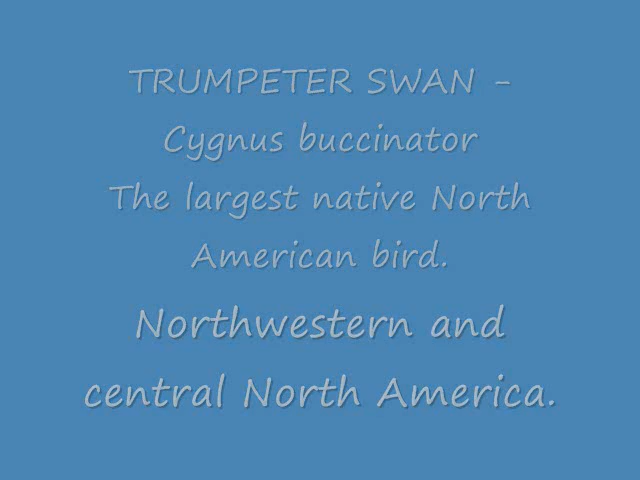 TRUMPETER SWAN -
Cygnus buccinator
The largest native North
American bird.
Northwestern and
central North America.